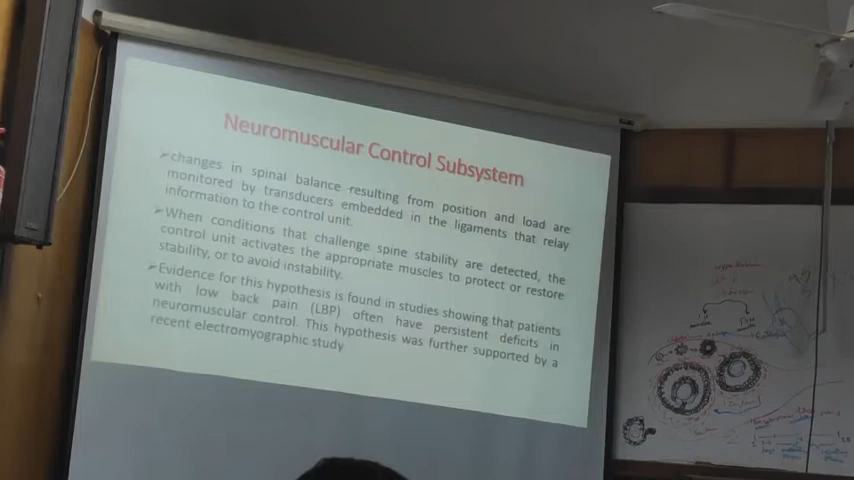 Neuromuscular Control Subsystem
➢changes in spinal balance resulting from position and load are
monitored by transducers embedded in the ligaments that relay
information to the control unit.
➢When conditions that challenge spine stability are detected, the
control unit activates the appropriate muscles to protect or restore
stability, or to avoid instability.
➢Evidence for this hypothesis is found in studies showing that patients
with low back pain (LBP) often have persistent deficits in
neuromuscular control. This hypothesis was further supported by a
recent electromyographic study